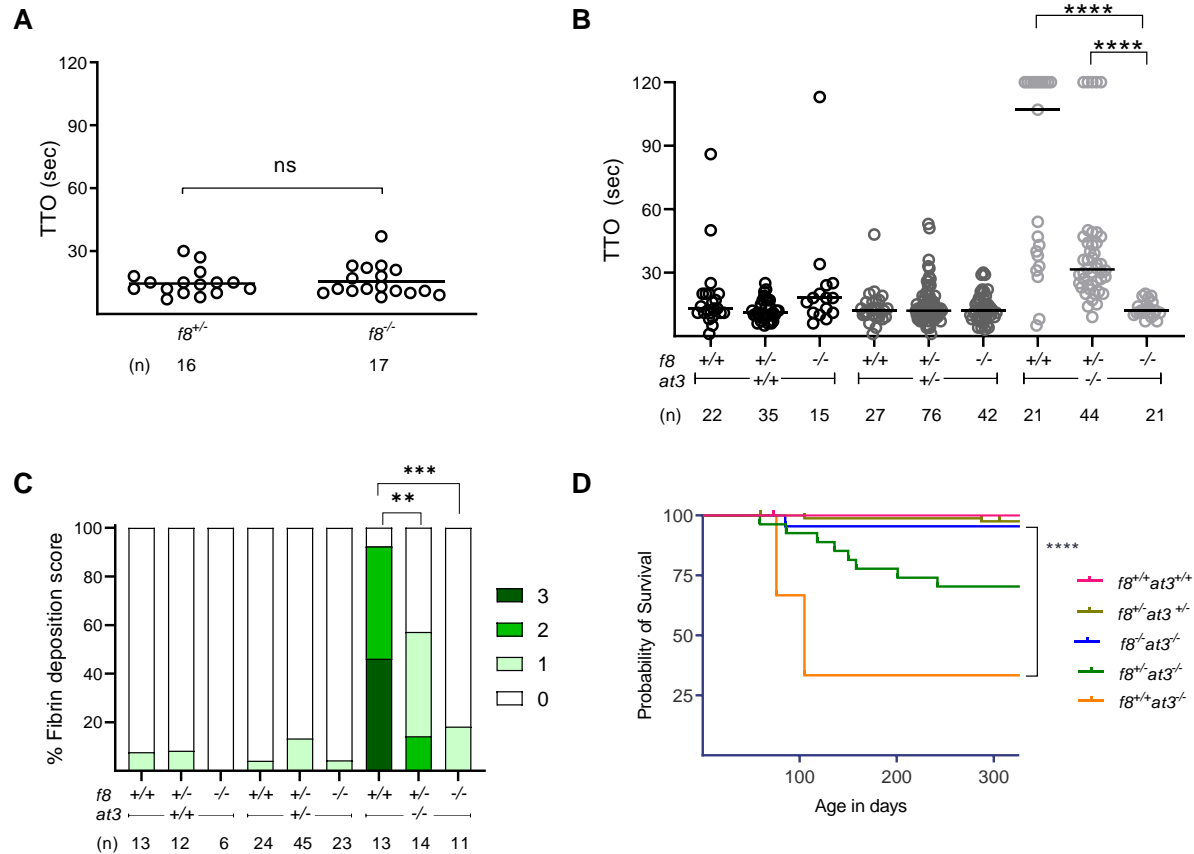 A
120
90
60
30
TTO (sec)
ns
f8+/- f8-/-
(n) 16 17
B
****
****
120
90
60
30
TTO (sec)
f8 +/+ +/- -/- +/+ +/- -/- +/+ +/- -/-
at3 +/+ +/- -/-
(n) 22 35 15 27 76 42 21 44 21
C
***
**
100
80
60
40
20
% Fibrin deposition score
3
2
1
0
f8 +/+ +/- -/- +/+ +/- -/- +/+ +/- -/-
at3 +/+ +/- -/-
(n) 13 12 6 24 45 23 13 14 11
D
100
75
50
25
Probability of Survival
****
100 200 300
Age in days
f8+/+at3+/+
f8+/-at3 +/-
f8-/-at3-/-
f8+/-at3-/-
f8+/+at3-/-